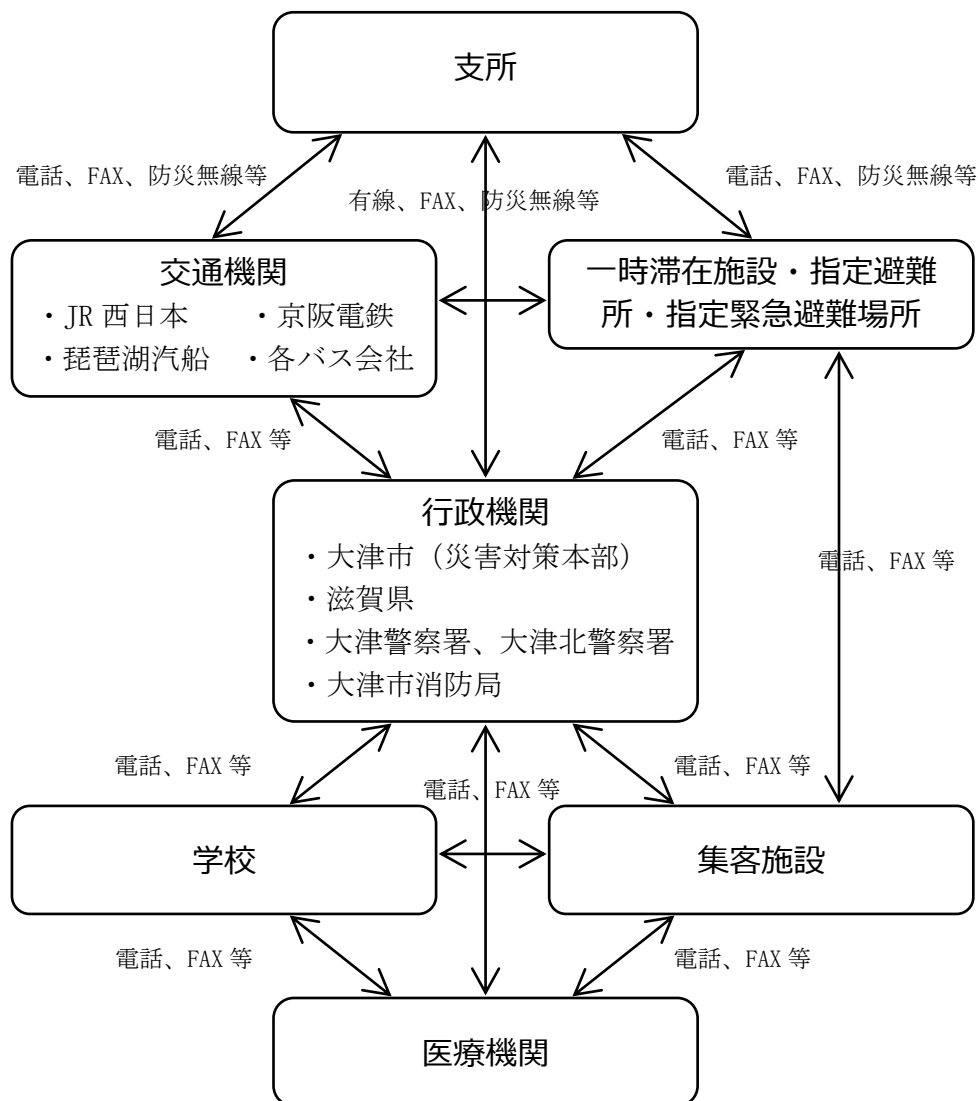 支所
電話、FAX、防災無線等
有線、FAX、防災無線等
電話、FAX、防災無線等
交通機関
・JR 西日本 ・京阪電鉄
・琵琶湖汽船 ・各バス会社
一時滞在施設・指定避難
所・指定緊急避難場所
電話、FAX 等
電話、FAX 等
行政機関
・大津市（災害対策本部）
・滋賀県
・大津警察署、大津北警察署
・大津市消防局
電話、FAX 等
電話、FAX 等
電話、FAX 等
電話、FAX 等
学校
集客施設
電話、FAX 等
電話、FAX 等
医療機関